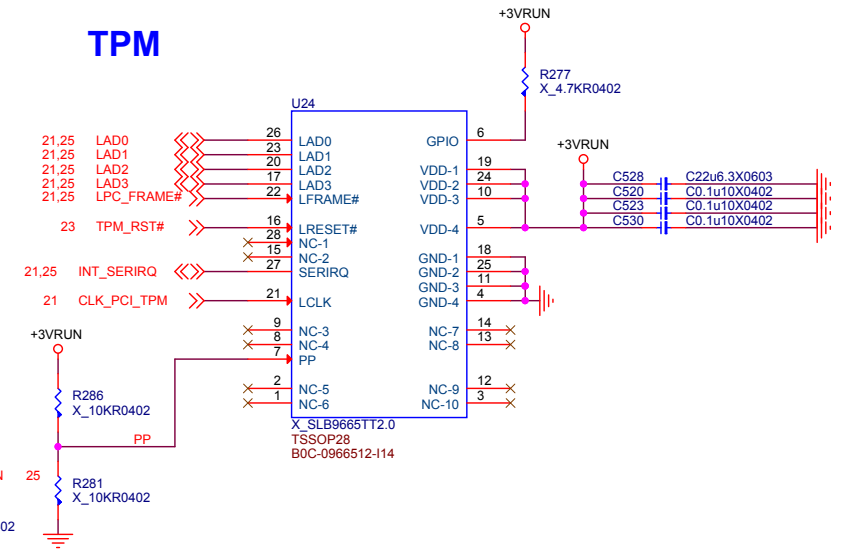 TPM
+3VRUN
R277
X_4.7KR0402
U24
21,25 LAD0 26 LAD0 GPIO 6
+3VRUN
21,25 LAD1 23 LAD1
21,25 LAD2 20 LAD2 VDD-1 19
21,25 LAD3 17 LAD3 VDD-2 24 C528 C22u6.3X0603
21,25 LPC_FRAME# 22 LFRAME# VDD-3 10 C520 C0.1u10X0402
C523 C0.1u10X0402
23 TPM_RST# 16 LRESET# VDD-4 5 C530 C0.1u10X0402
28 NC-1
15 NC-2 GND-1 18
21,25 INT_SERIRQ 27 SERIRQ GND-2 25
GND-3 11
21 CLK_PCI_TPM 21 LCLK GND-4 4
9 NC-3 NC-7 14
+3VRUN
8 NC-4 NC-8 13
7 PP
2 NC-5 NC-9 12
R286
1 NC-6 NC-10 3
X_10KR0402
X_SLB9665TT2.0
PP
TSSOP28
B0C-0966512-I14
N 25
R281
X_10KR0402
02